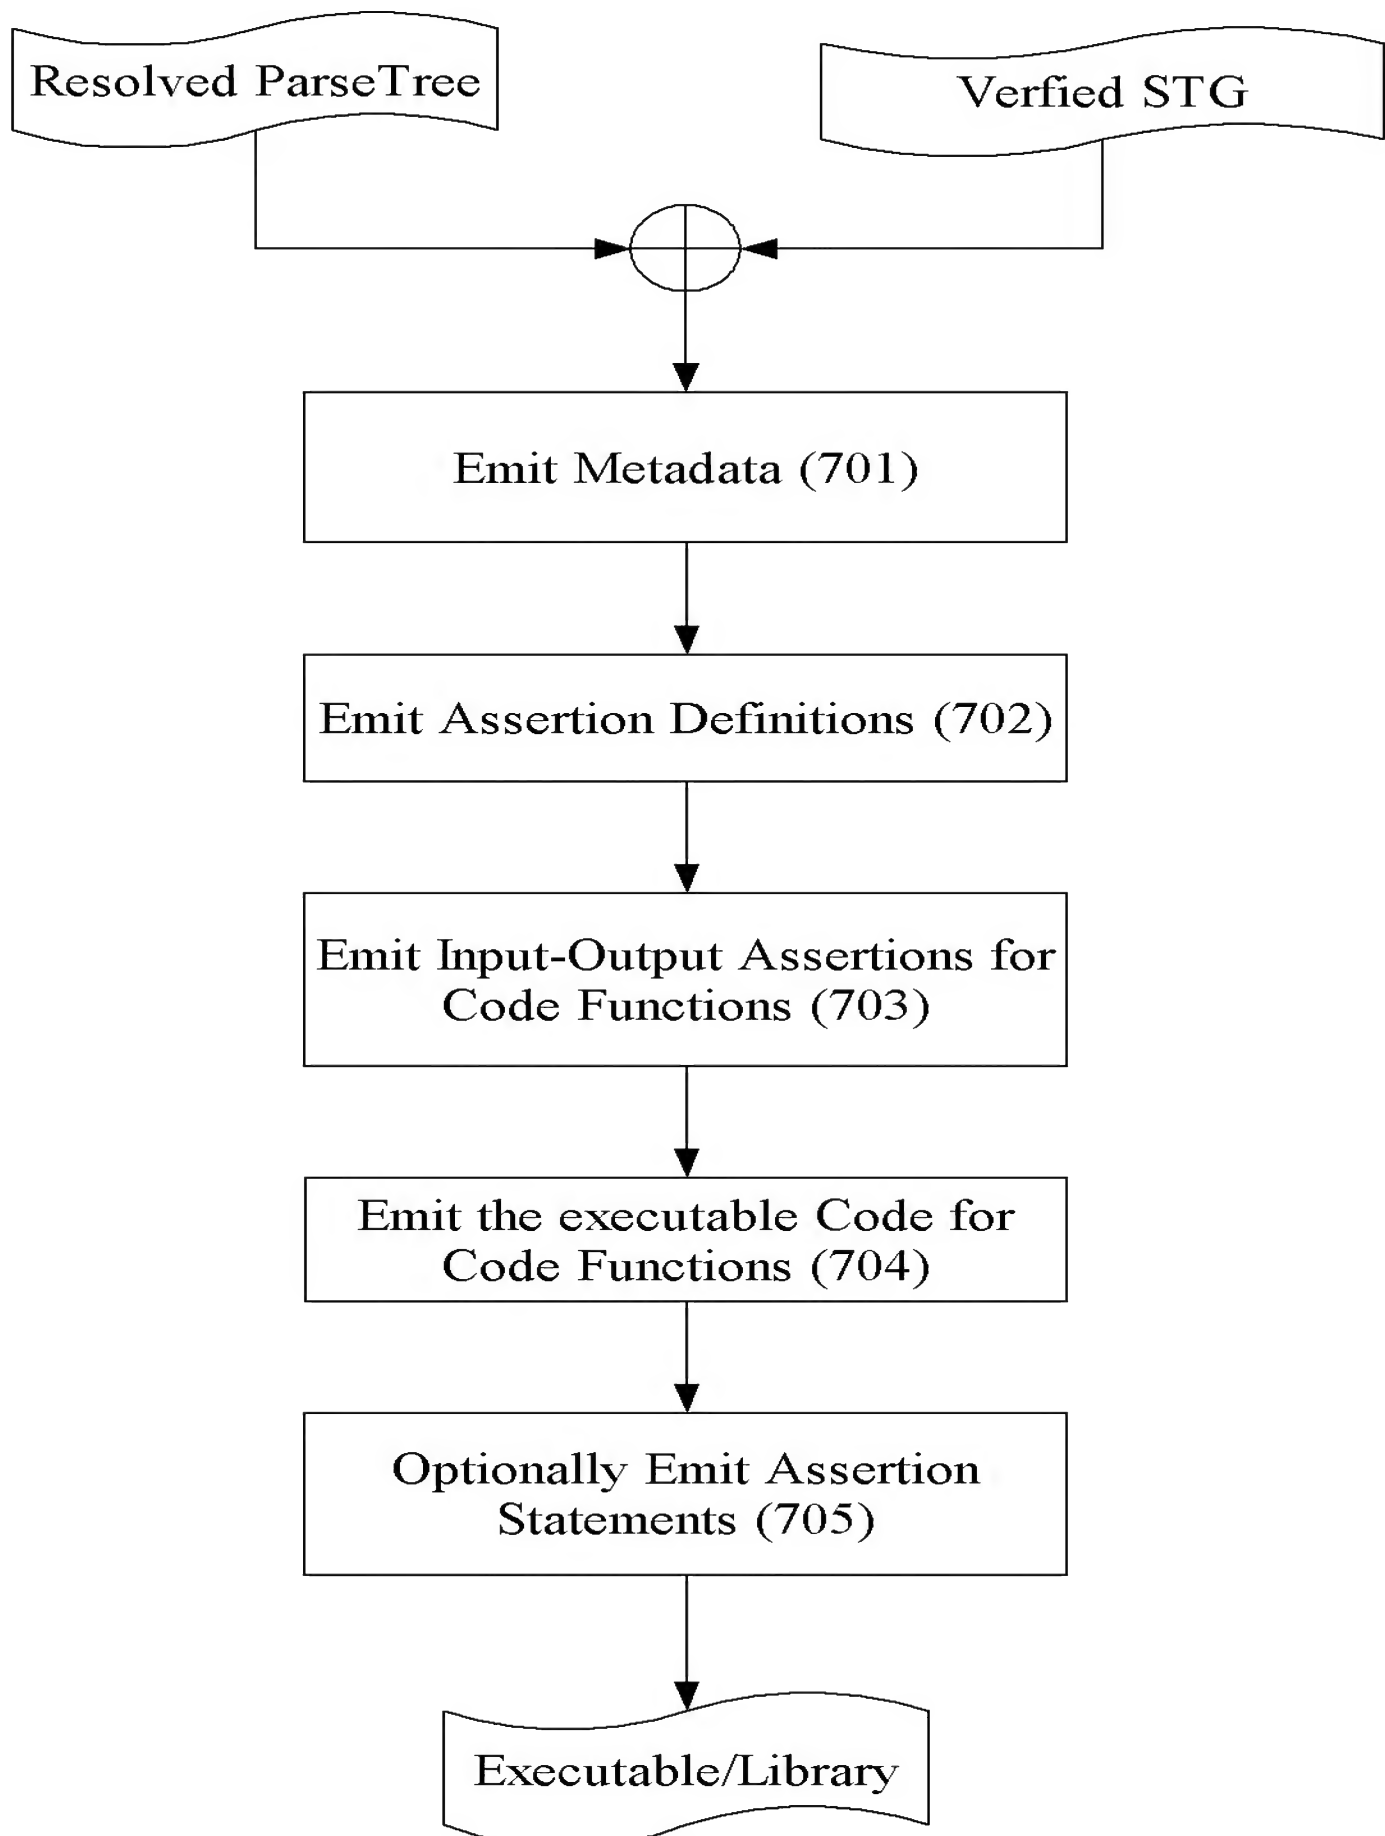 Resolved ParseTree
Verfied STG
Emit Metadata (701)
Emit Assertion Definitions (702)
Emit Input-Output Assertions for
Code Functions (703)
Emit the executable Code for
Code Functions (704)
Optionally Emit Assertion
Statements (705)
Executable/Library